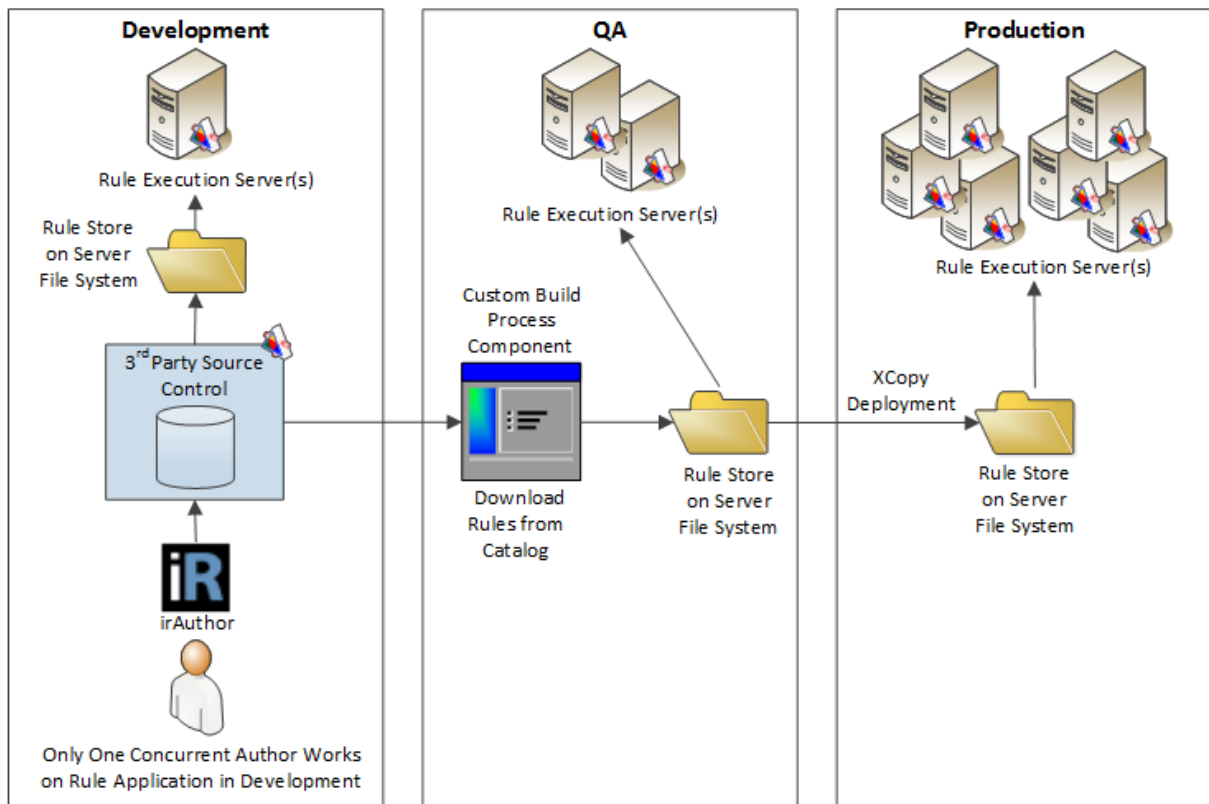 Development
Rule Execution Server(s)
Rule Store
on Server
File System
3rd Party Source
Control
iR
irAuthor
Only One Concurrent Author Works
on Rule Application in Development
QA
Rule Execution Server(s)
Custom Build
Process
Component
Download
Rules from
Catalog
Rule Store
on Server
File System
Production
Rule Execution Server(s)
XCopy
Deployment
Rule Store
on Server
File System